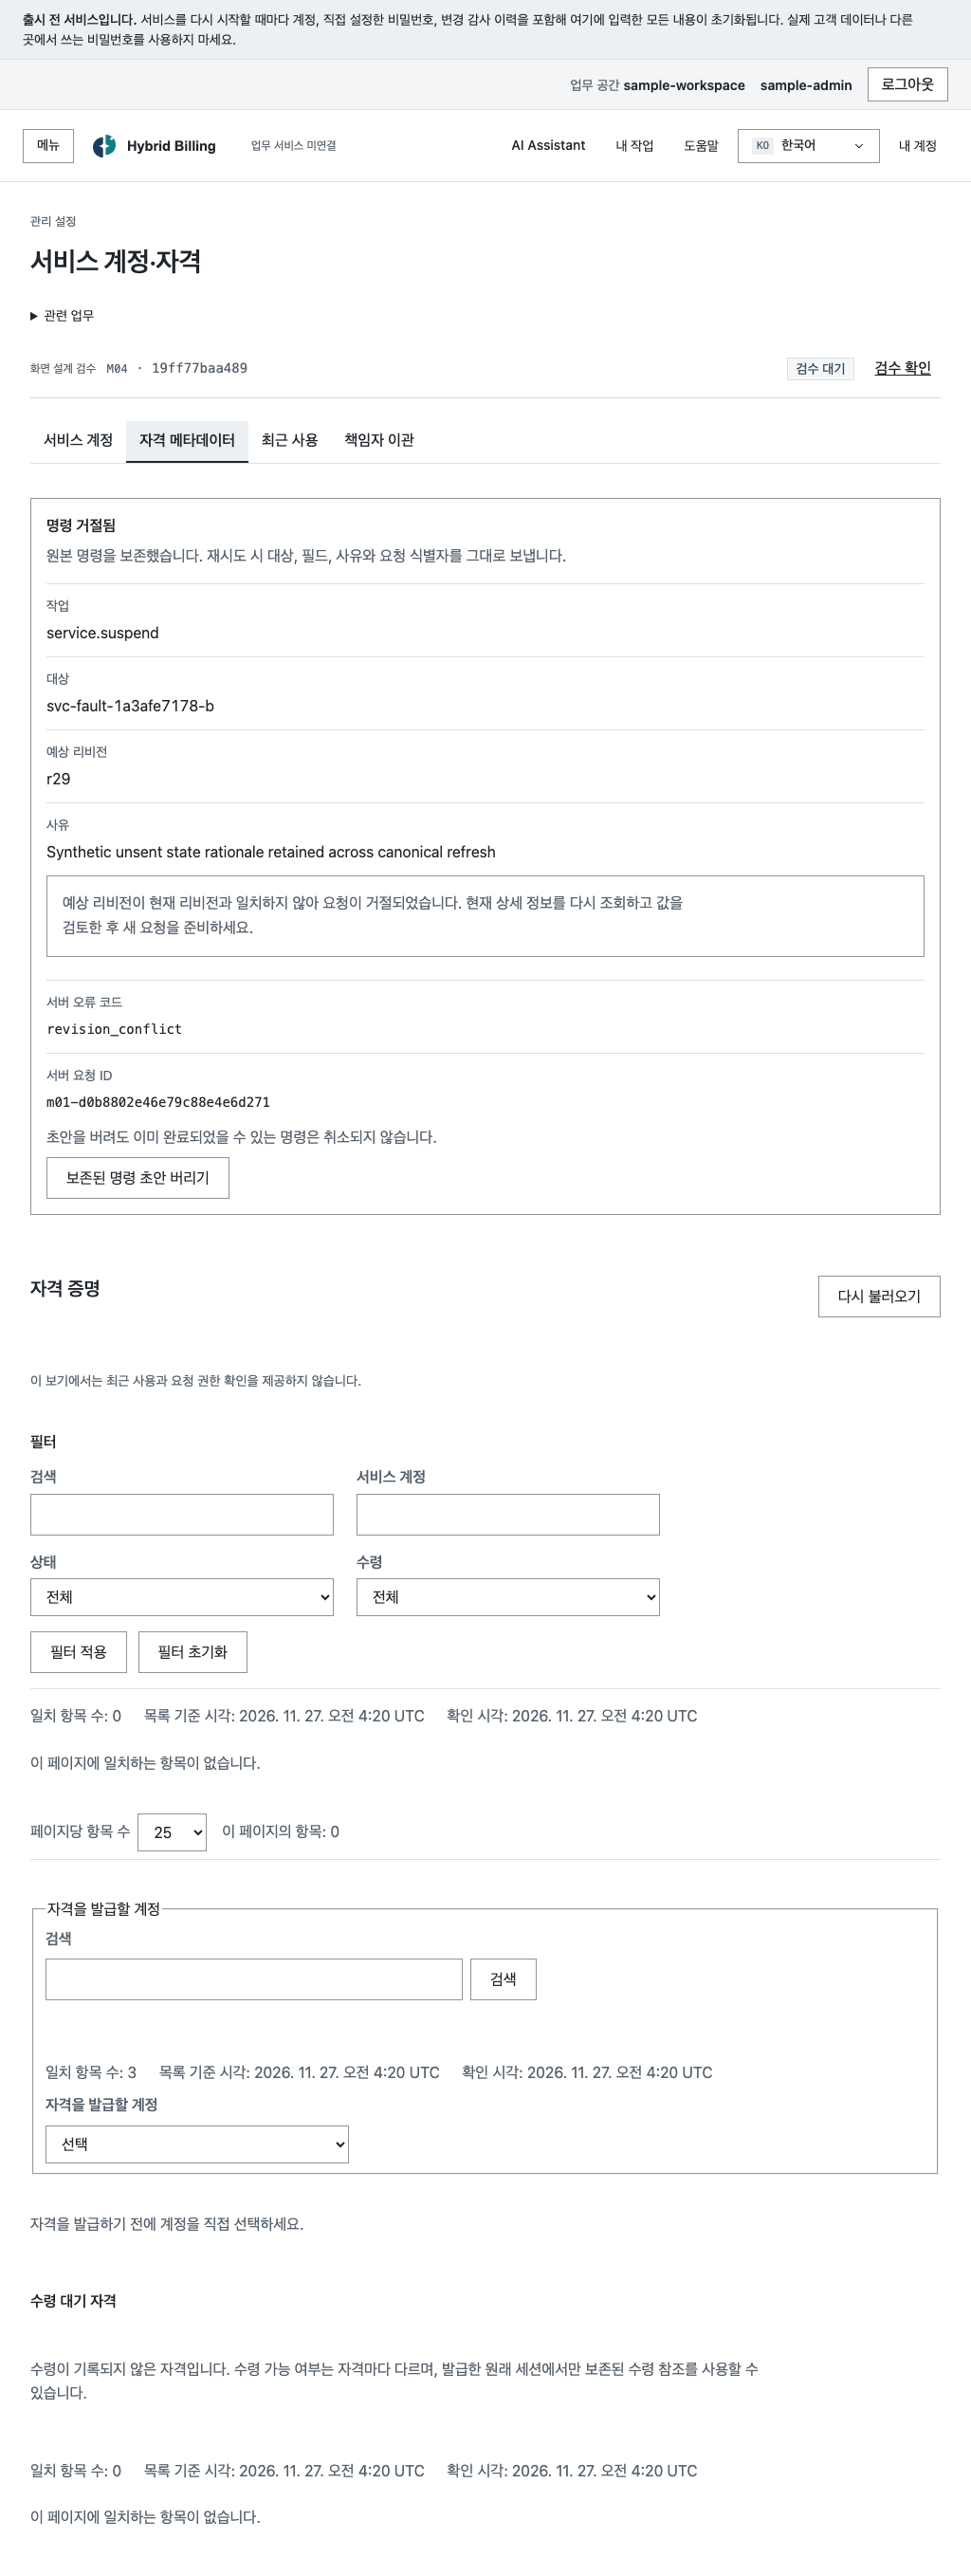 출시 전 서비스입니다. 서비스를 다시 시작할 때마다 계정, 직접 설정한 비밀번호, 변경 감사 이력을 포함해 여기에 입력한 모든 내용이 초기화됩니다. 실제 고객 데이터나 다른
곳에서 쓰는 비밀번호를 사용하지 마세요.
업무 공간 sample-workspace sample-admin 로그아웃
메뉴 Hybrid Billing 업무 서비스 미연결 AI Assistant 내 작업 도움말 KO 한국어 내 계정
관리 설정
서비스 계정·자격
▶ 관련 업무
화면 설계 검수 M04 · 19ff77baa489 검수 대기 검수 확인
서비스 계정 자격 메타데이터 최근 사용 책임자 이관
명령 거절됨
원본 명령을 보존했습니다. 재시도 시 대상, 필드, 사유와 요청 식별자를 그대로 보냅니다.
작업
service.suspend
대상
svc-fault-1a3afe7178-b
예상 리비전
r29
사유
Synthetic unsent state rationale retained across canonical refresh
예상 리비전이 현재 리비전과 일치하지 않아 요청이 거절되었습니다. 현재 상세 정보를 다시 조회하고 값을
검토한 후 새 요청을 준비하세요.
서버 오류 코드
revision_conflict
서버 요청 ID
m01-d0b8802e46e79c88e4e6d271
초안을 버려도 이미 완료되었을 수 있는 명령은 취소되지 않습니다.
보존된 명령 초안 버리기
자격 증명 다시 불러오기
이 보기에서는 최근 사용과 요청 권한 확인을 제공하지 않습니다.
필터
검색 서비스 계정
상태 수령
전체 전체
필터 적용 필터 초기화
일치 항목 수: 0 목록 기준 시각: 2026. 11. 27. 오전 4:20 UTC 확인 시각: 2026. 11. 27. 오전 4:20 UTC
이 페이지에 일치하는 항목이 없습니다.
페이지당 항목 수 25 이 페이지의 항목: 0
자격을 발급할 계정
검색
검색
일치 항목 수: 3 목록 기준 시각: 2026. 11. 27. 오전 4:20 UTC 확인 시각: 2026. 11. 27. 오전 4:20 UTC
자격을 발급할 계정
선택
자격을 발급하기 전에 계정을 직접 선택하세요.
수령 대기 자격
수령이 기록되지 않은 자격입니다. 수령 가능 여부는 자격마다 다르며, 발급한 원래 세션에서만 보존된 수령 참조를 사용할 수
있습니다.
일치 항목 수: 0 목록 기준 시각: 2026. 11. 27. 오전 4:20 UTC 확인 시각: 2026. 11. 27. 오전 4:20 UTC
이 페이지에 일치하는 항목이 없습니다.